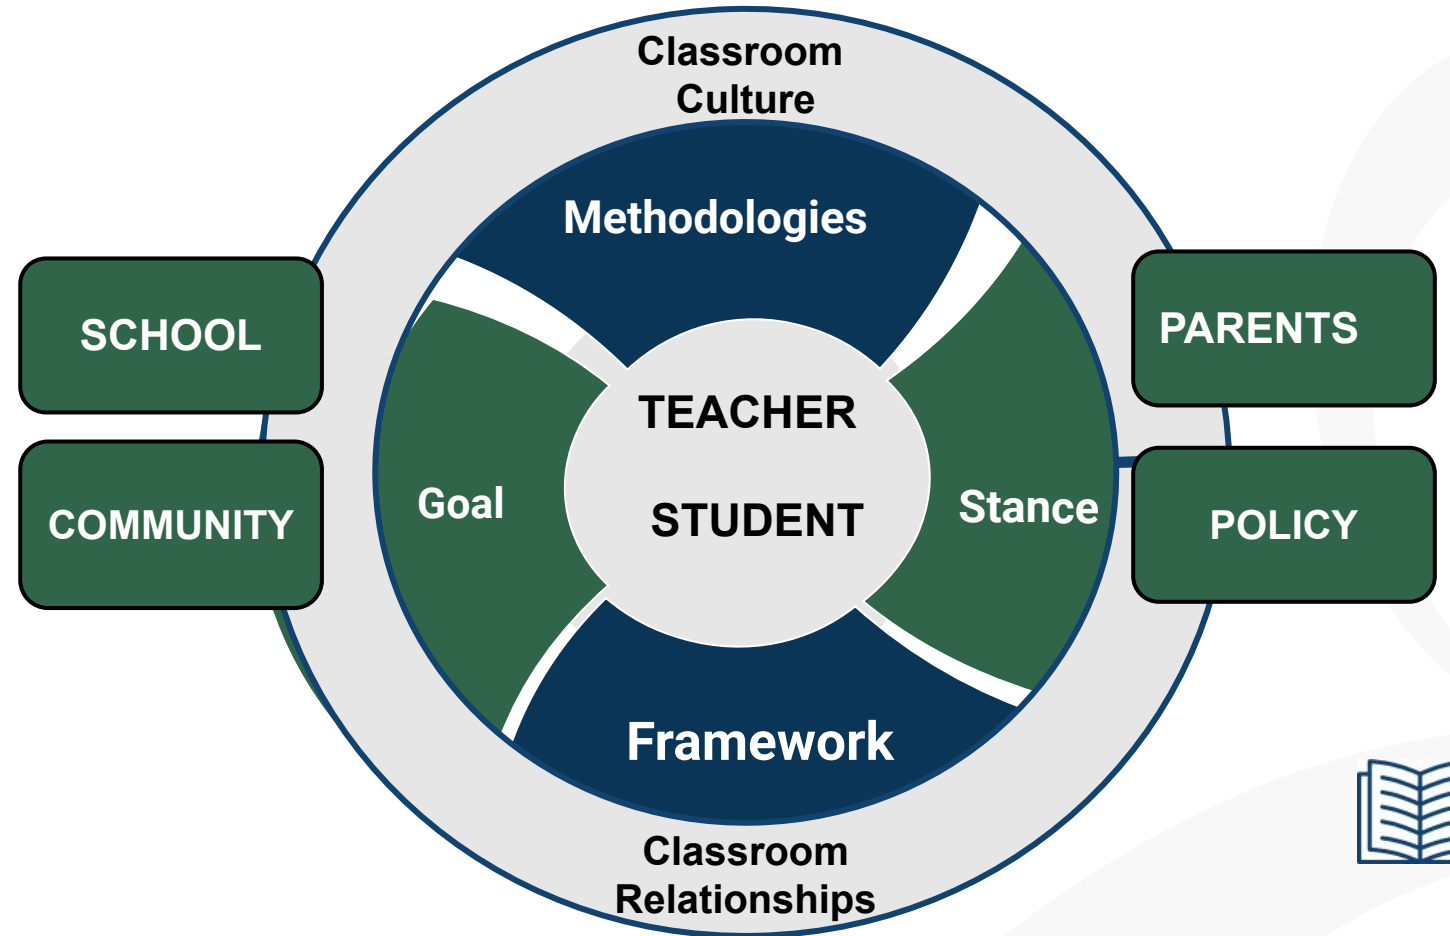 Classroom
Culture
Methodologies
SCHOOL
PARENTS
TEACHER
Goal
STUDENT
Stance
COMMUNITY
POLICY
Framework
Classroom
Relationships